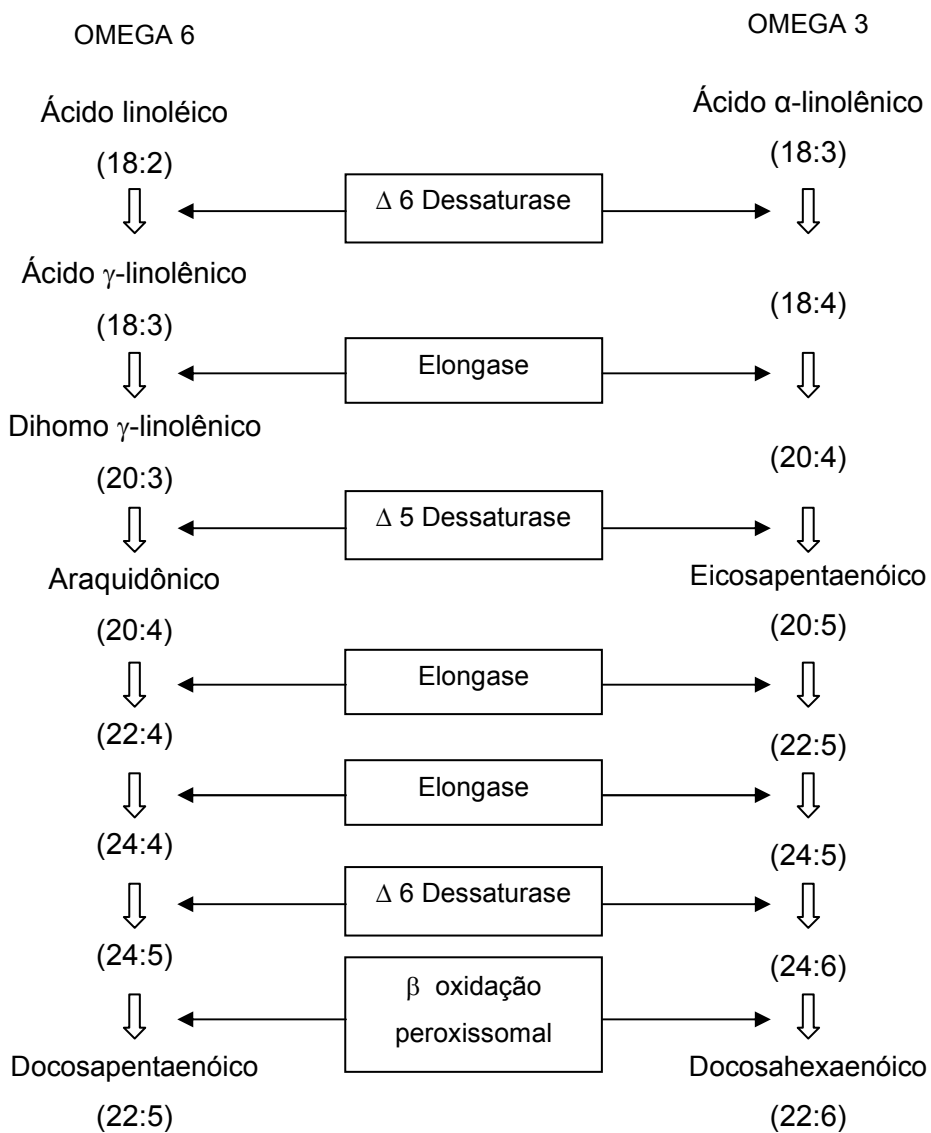 OMEGA 6
OMEGA 3
Ácido linoléico
Ácido α-linolênico
(18:2)
(18:3)
Δ 6 Dessaturase
Ácido γ-linolênico
(18:3)
(18:4)
Elongase
Dihomo γ-linolênico
(20:3)
(20:4)
Δ 5 Dessaturase
Araquidônico
Eicosapentaenóico
(20:4)
(20:5)
Elongase
(22:4)
(22:5)
Elongase
(24:4)
(24:5)
Δ 6 Dessaturase
(24:5)
(24:6)
β oxidação
peroxissomal
Docosapentaenóico
Docosahexaenóico
(22:5)
(22:6)